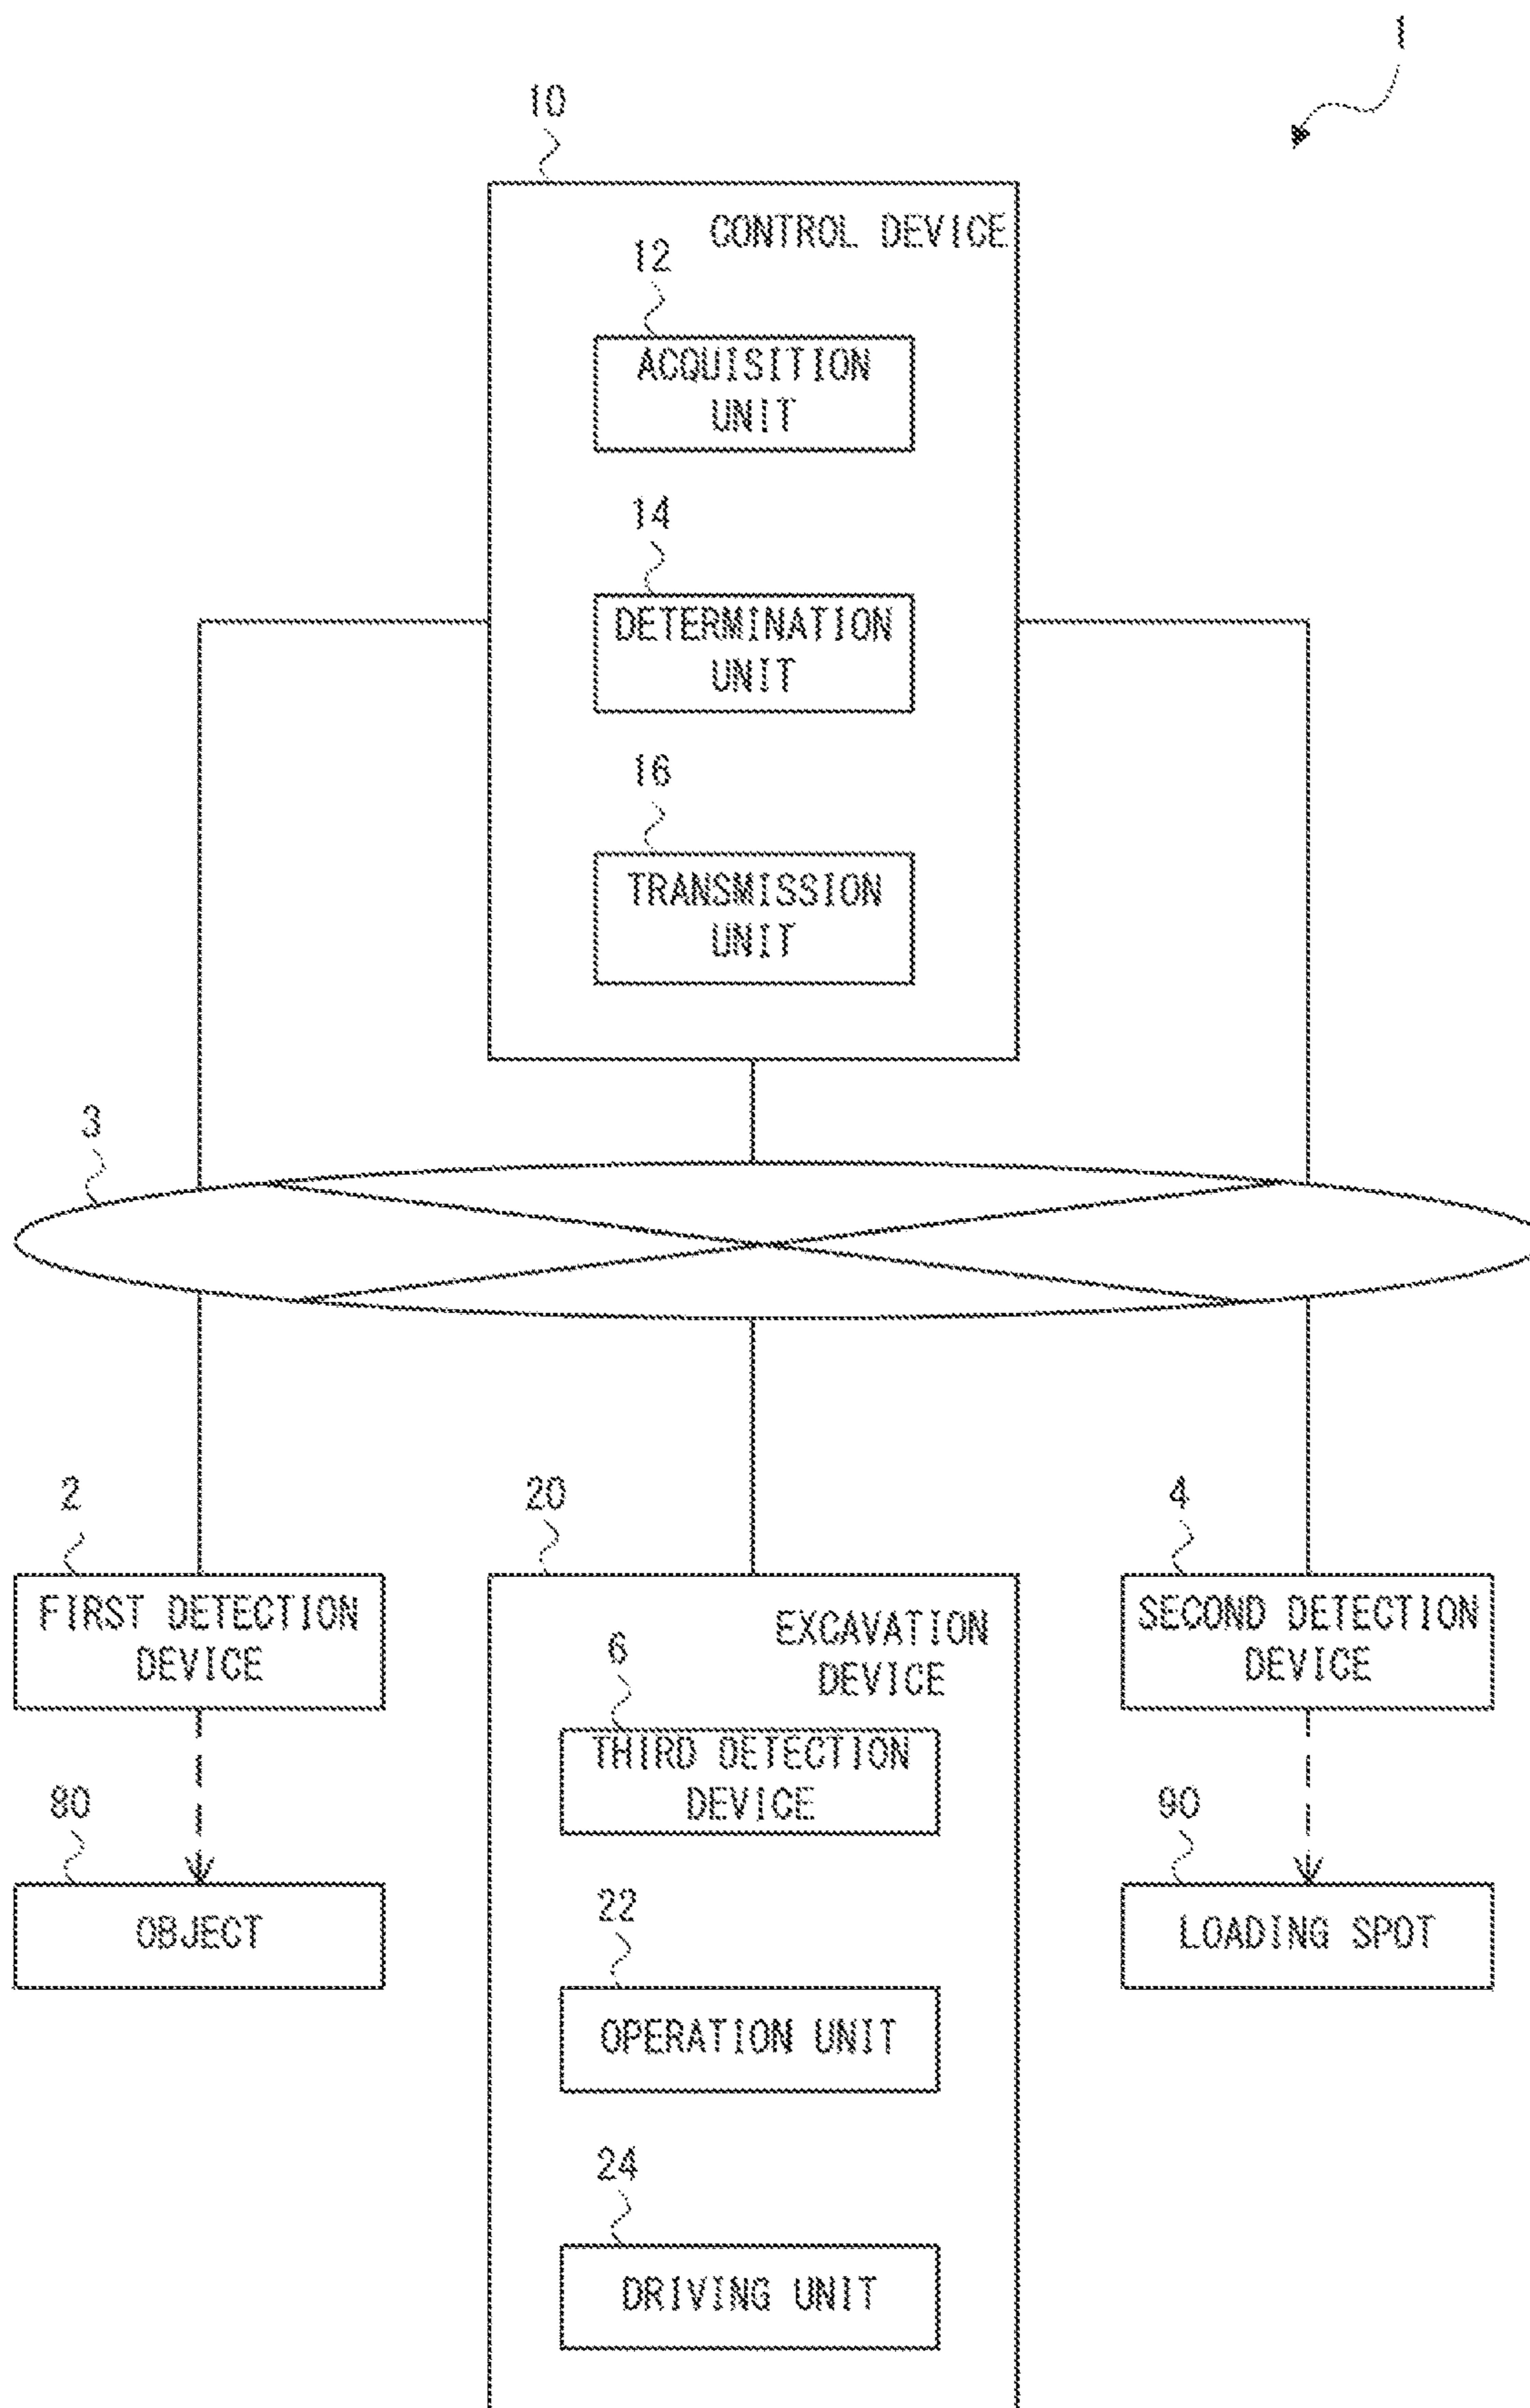 1
10
CONTROL DEVICE
12
ACQUISITION
UNIT
14
DETERMINATION
UNIT
16
TRANSMISSION
UNIT
3
2
FIRST DETECTION
DEVICE
20
EXCAVATION
DEVICE
4
SECOND DETECTION
DEVICE
6
THIRD DETECTION
DEVICE
80
OBJECT
90
LOADING SPOT
22
OPERATION UNIT
24
DRIVING UNIT